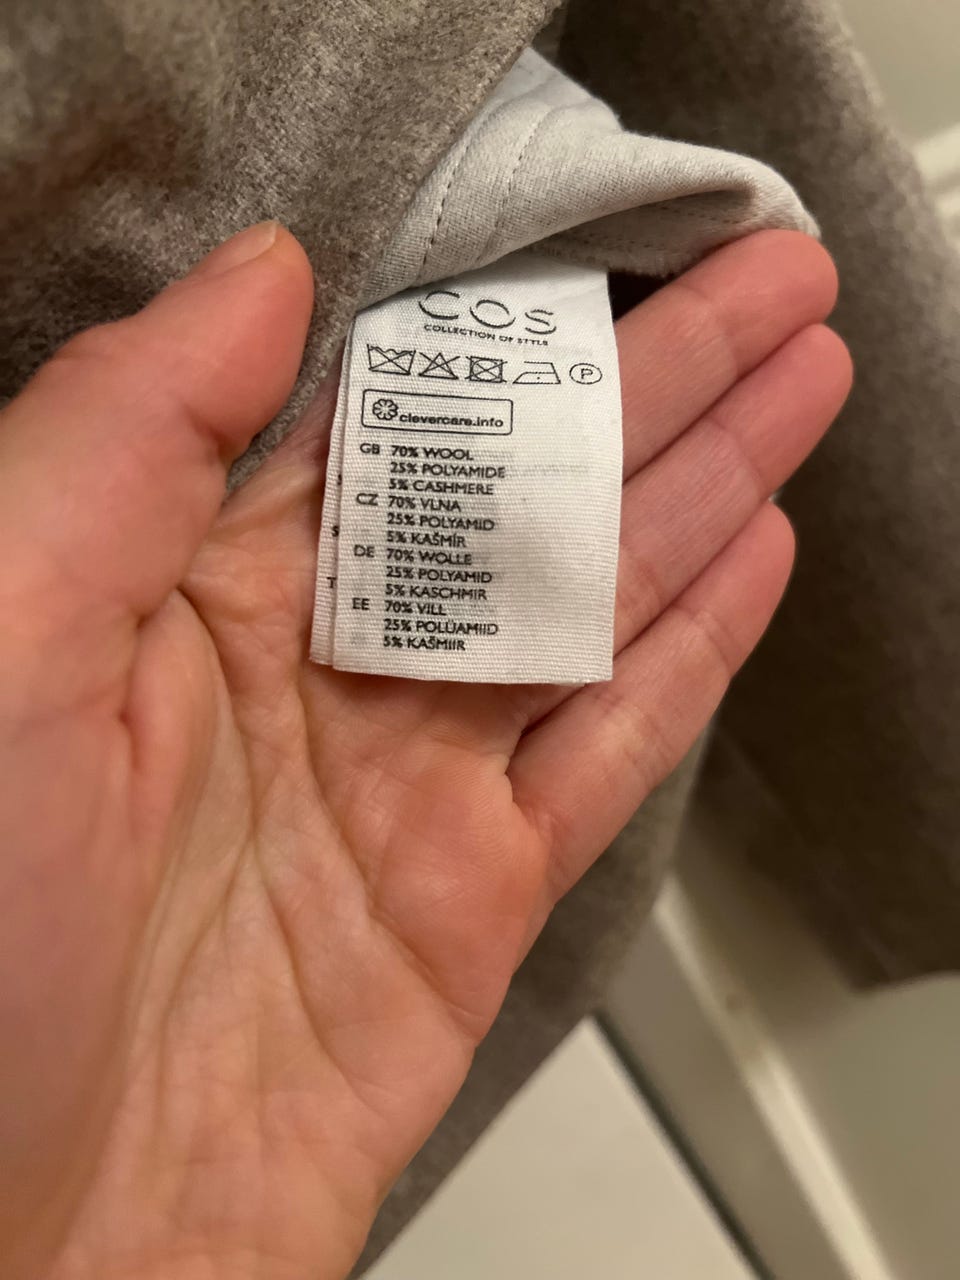 COS
COLLECTION OF STYLE
P
clevercare.info
GB 70% WOOL
25% POLYAMIDE
5% CASHMERE
CZ 70% VLNA
25% POLYAMID
5% KAŠMÍR
DE 70% WOLLE
25% POLYAMID
5% KASCHMIR
EE 70% VILL
25% POLÜAMIID
5% KAŠMIIR